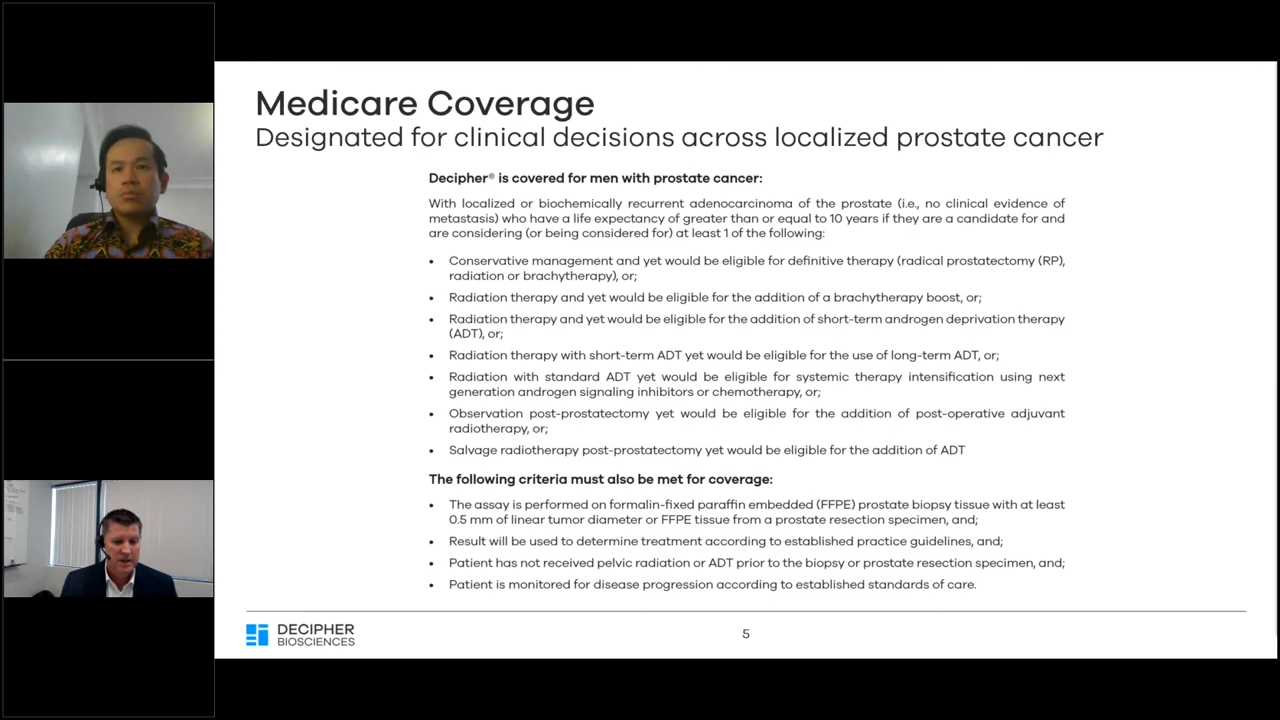 Medicare Coverage
Designated for clinical decisions across localized prostate cancer
Decipher® is covered for men with prostate cancer:
With localized or biochemically recurrent adenocarcinoma of the prostate (i.e., no clinical evidence of
metastasis) who have a life expectancy of greater than or equal to 10 years if they are a candidate for and
are considering (or being considered for) at least 1 of the following:
• Conservative management and yet would be eligible for definitive therapy (radical prostatectomy (RP),
radiation or brachytherapy), or;
• Radiation therapy and yet would be eligible for the addition of a brachytherapy boost, or;
• Radiation therapy and yet would be eligible for the addition of short-term androgen deprivation therapy
(ADT), or;
• Radiation therapy with short-term ADT yet would be eligible for the use of long-term ADT, or;
• Radiation with standard ADT yet would be eligible for systemic therapy intensification using next
generation androgen signaling inhibitors or chemotherapy, or;
• Observation post-prostatectomy yet would be eligible for the addition of post-operative adjuvant
radiotherapy, or;
• Salvage radiotherapy post-prostatectomy yet would be eligible for the addition of ADT
The following criteria must also be met for coverage:
• The assay is performed on formalin-fixed paraffin embedded (FFPE) prostate biopsy tissue with at least
0.5 mm of linear tumor diameter or FFPE tissue from a prostate resection specimen, and;
• Result will be used to determine treatment according to established practice guidelines, and;
• Patient has not received pelvic radiation or ADT prior to the biopsy or prostate resection specimen, and;
• Patient is monitored for disease progression according to established standards of care.
DECIPHER
BIOSCIENCES
5